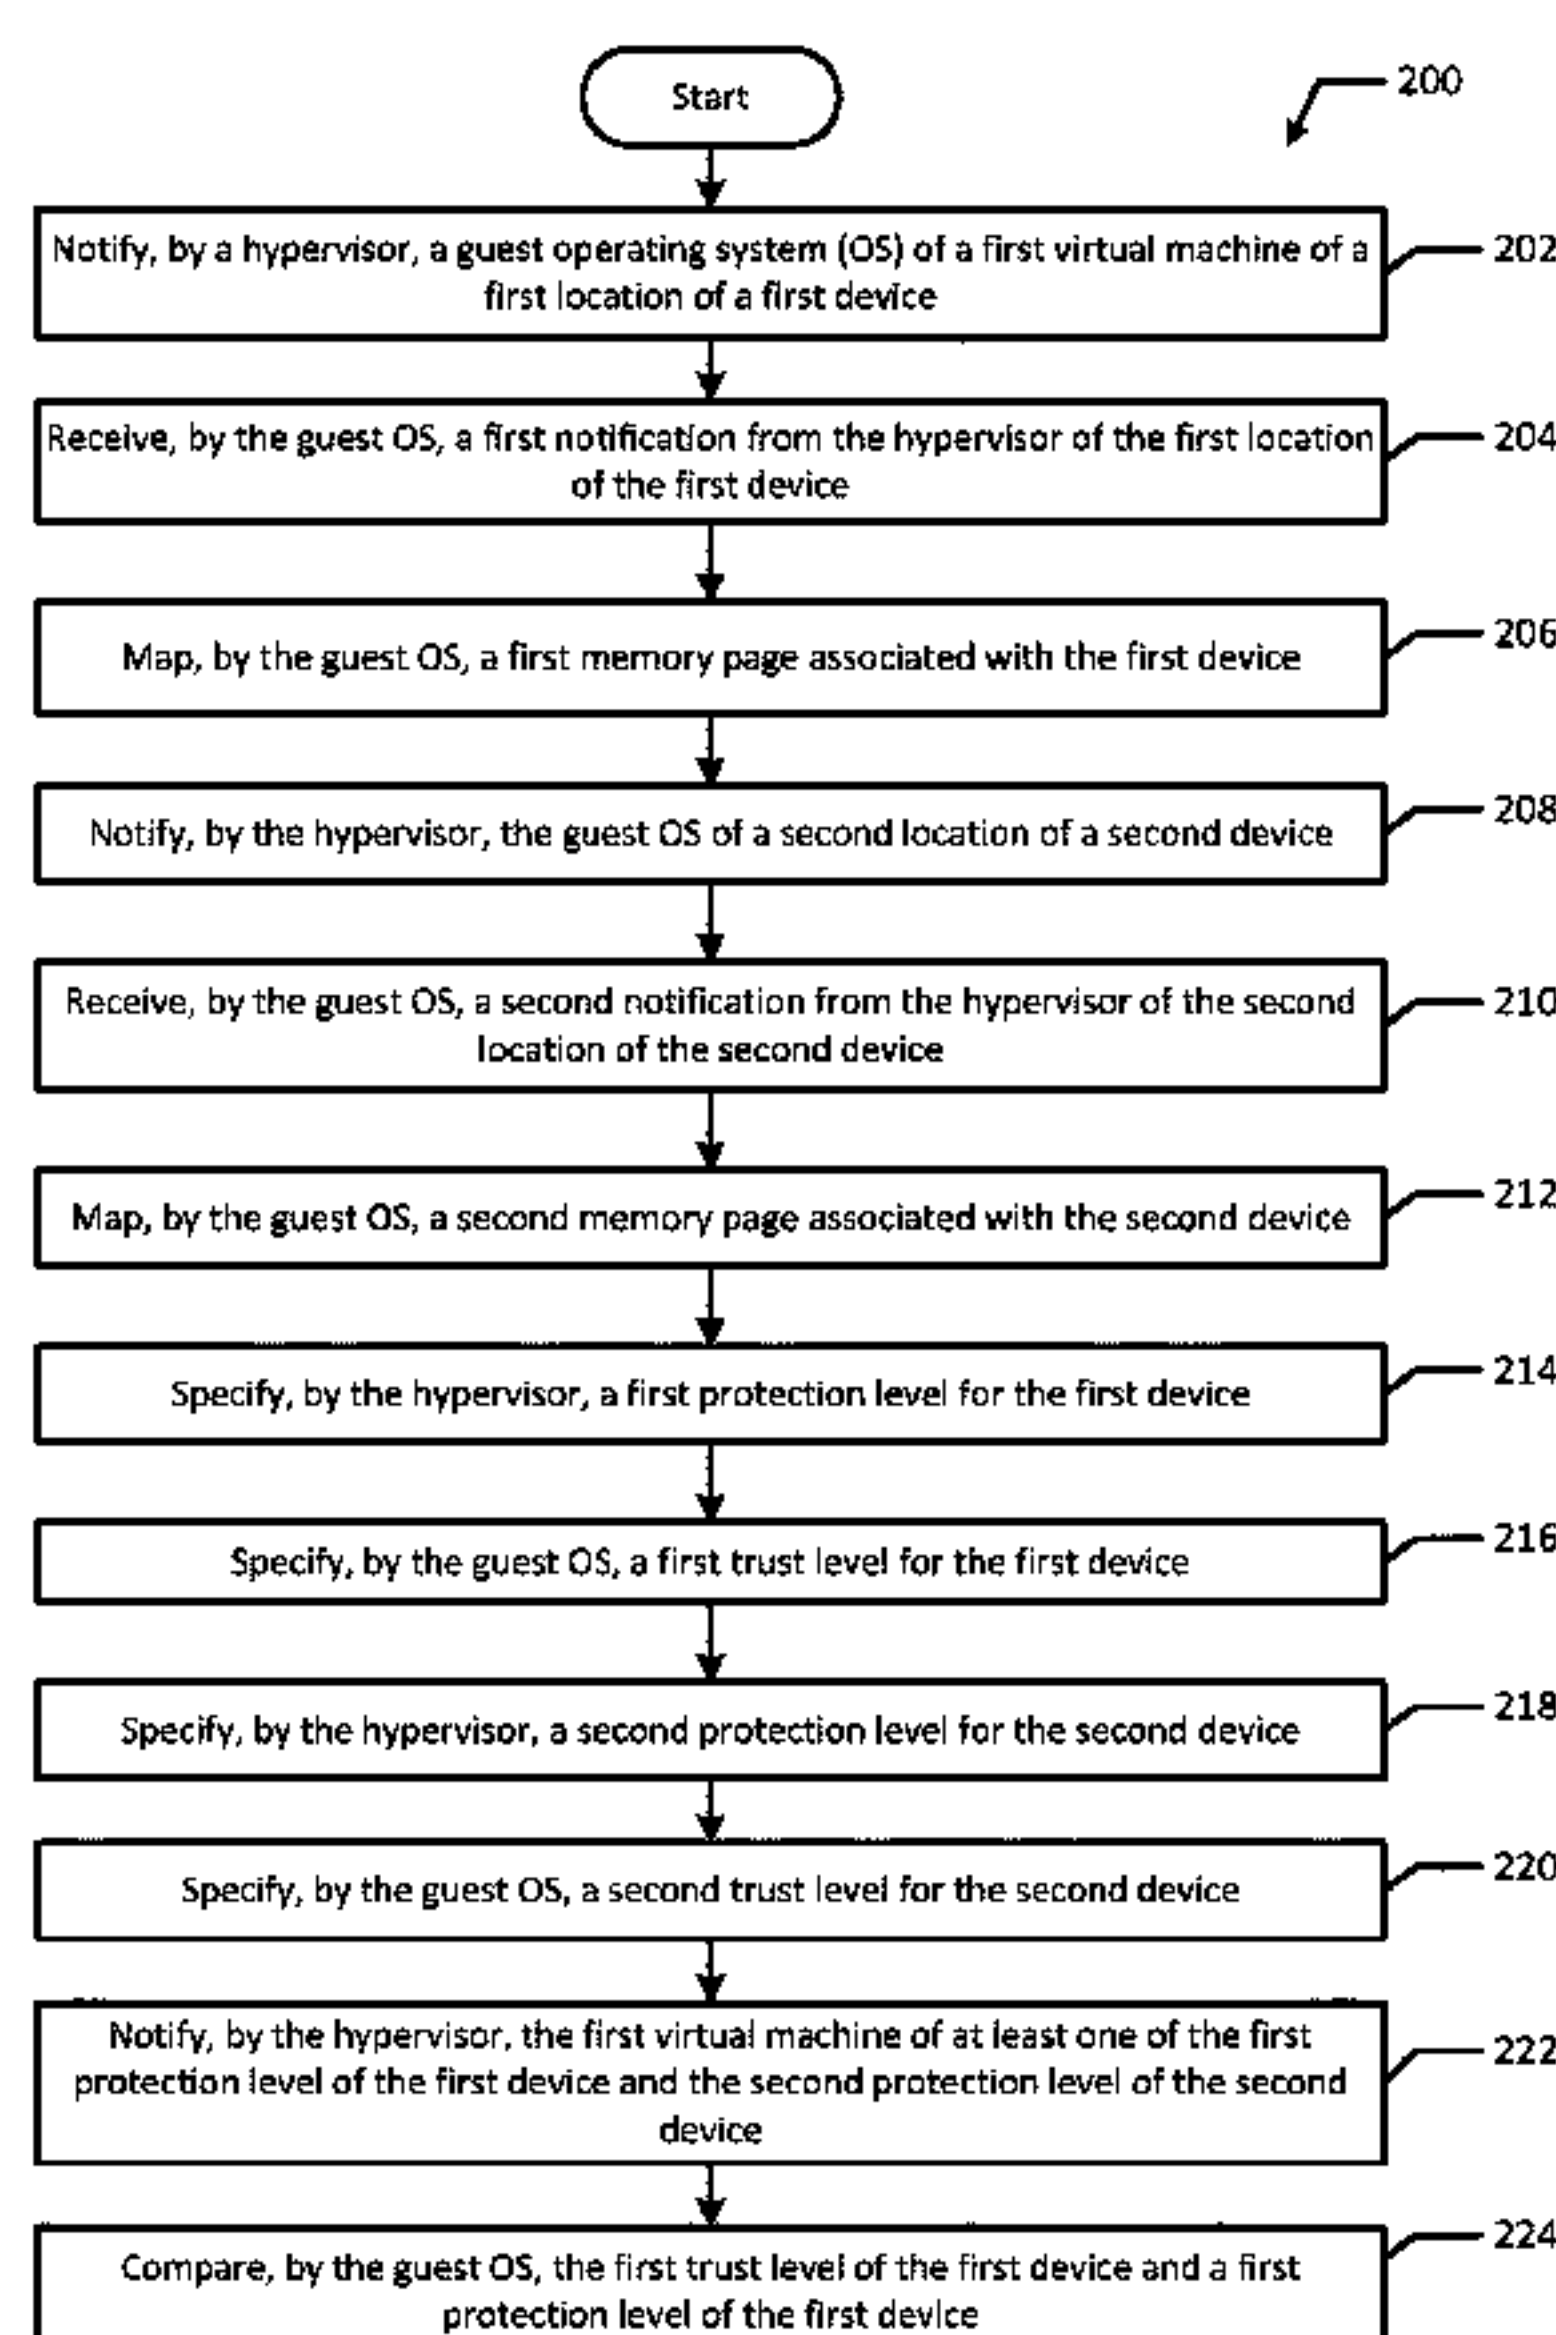 Start
200
Notify, by a hypervisor, a guest operating system (OS) of a first virtual machine of a
first location of a first device
202
Receive, by the guest OS, a first notification from the hypervisor of the first location
of the first device
204
Map, by the guest OS, a first memory page associated with the first device
206
Notify, by the hypervisor, the guest OS of a second location of a second device
208
Receive, by the guest OS, a second notification from the hypervisor of the second
location of the second device
210
Map, by the guest OS, a second memory page associated with the second device
212
Specify, by the hypervisor, a first protection level for the first device
214
Specify, by the guest OS, a first trust level for the first device
216
Specify, by the hypervisor, a second protection level for the second device
218
Specify, by the guest OS, a second trust level for the second device
220
Notify, by the hypervisor, the first virtual machine of at least one of the first
protection level of the first device and the second protection level of the second
device
222
Compare, by the guest OS, the first trust level of the first device and a first
protection level of the first device
224